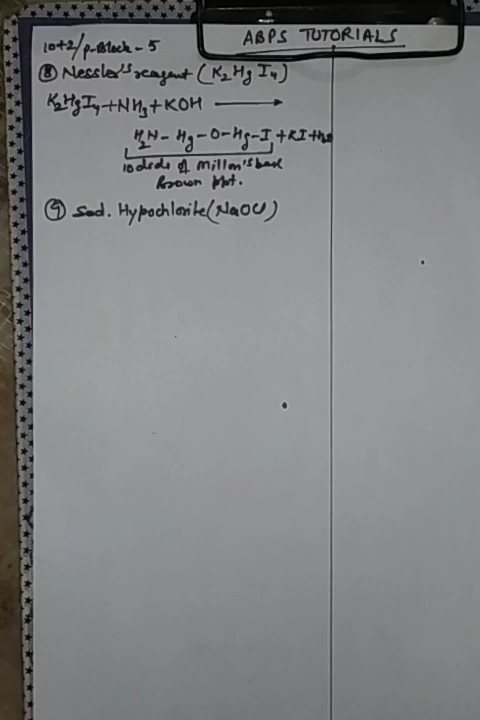 ABPS TUTORIALS
10+2/p-Block-5
⑧ Nessler's reagent (K2HgI4)
K2HgI4+NH3+KOH ⟶
H2N-Hg-O-Hg-I+KI+H2O
iodide of Millon's base
Brown ppt.
⑨ Sod. Hypochlorite(NaOCl)